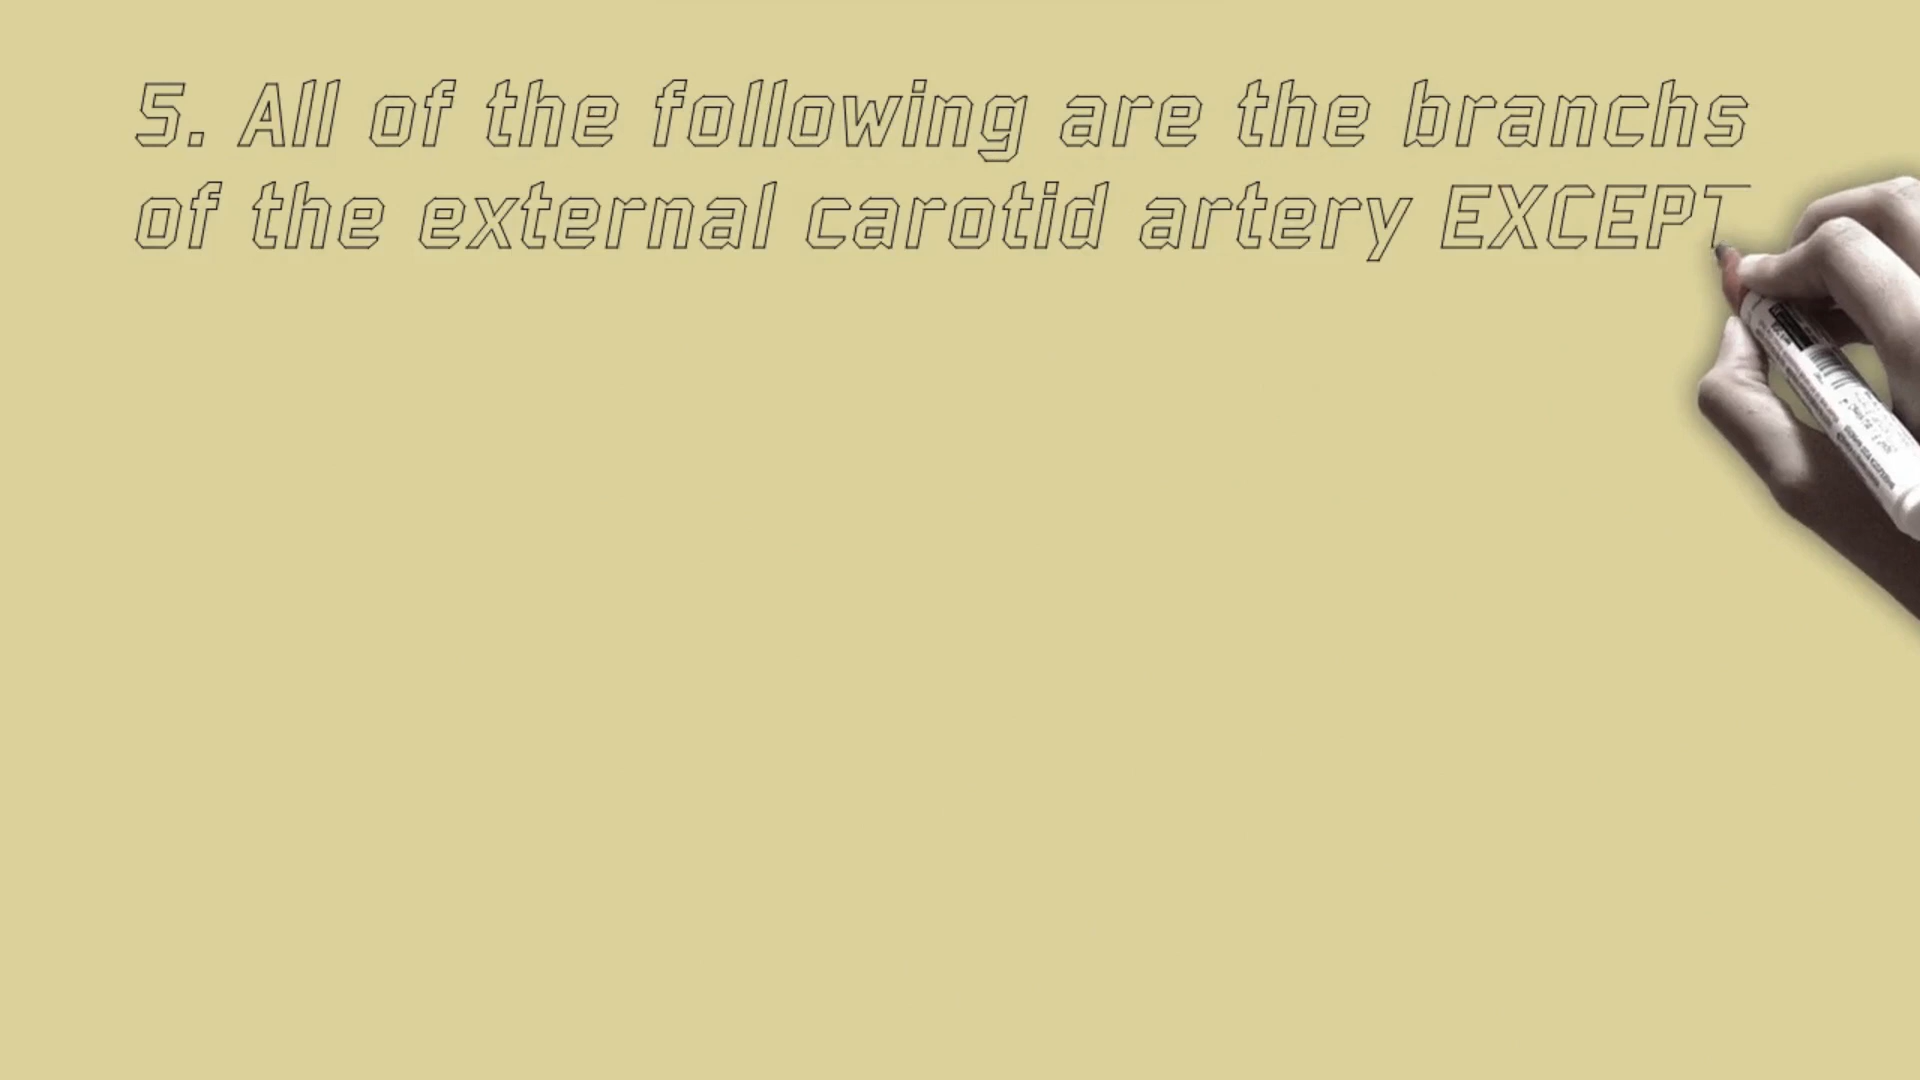 5. All of the following are the branchs
of the external carotid artery EXCEPT